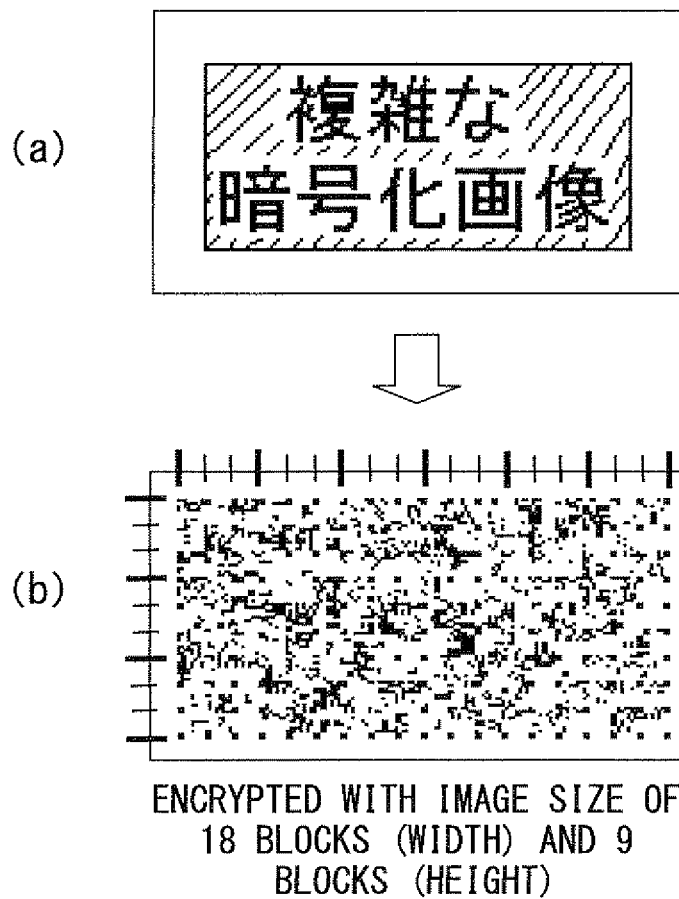 (a)
複雑な
暗号化画像
(b)
ENCRYPTED WITH IMAGE SIZE OF
18 BLOCKS (WIDTH) AND 9
BLOCKS (HEIGHT)